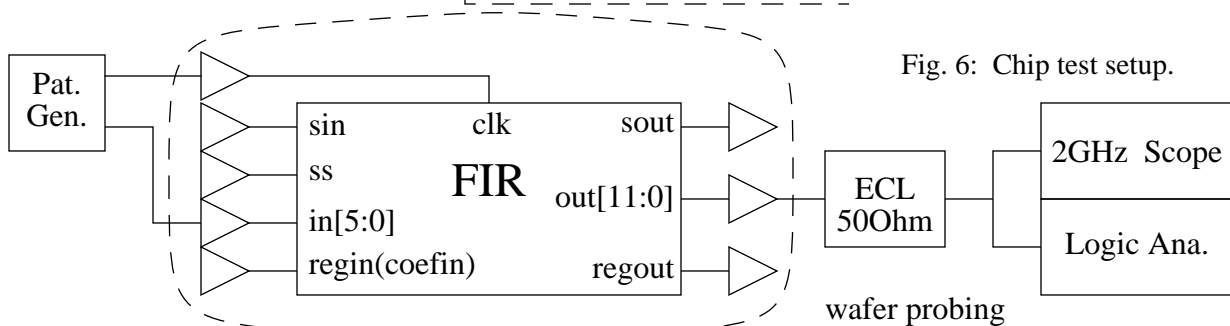 Fig. 6: Chip test setup.
Pat.
Gen.
sin
clk
sout
ss
FIR
in[5:0]
out[11:0]
regin(coefin)
regout
ECL
50Ohm
2GHz Scope
Logic Ana.
wafer probing